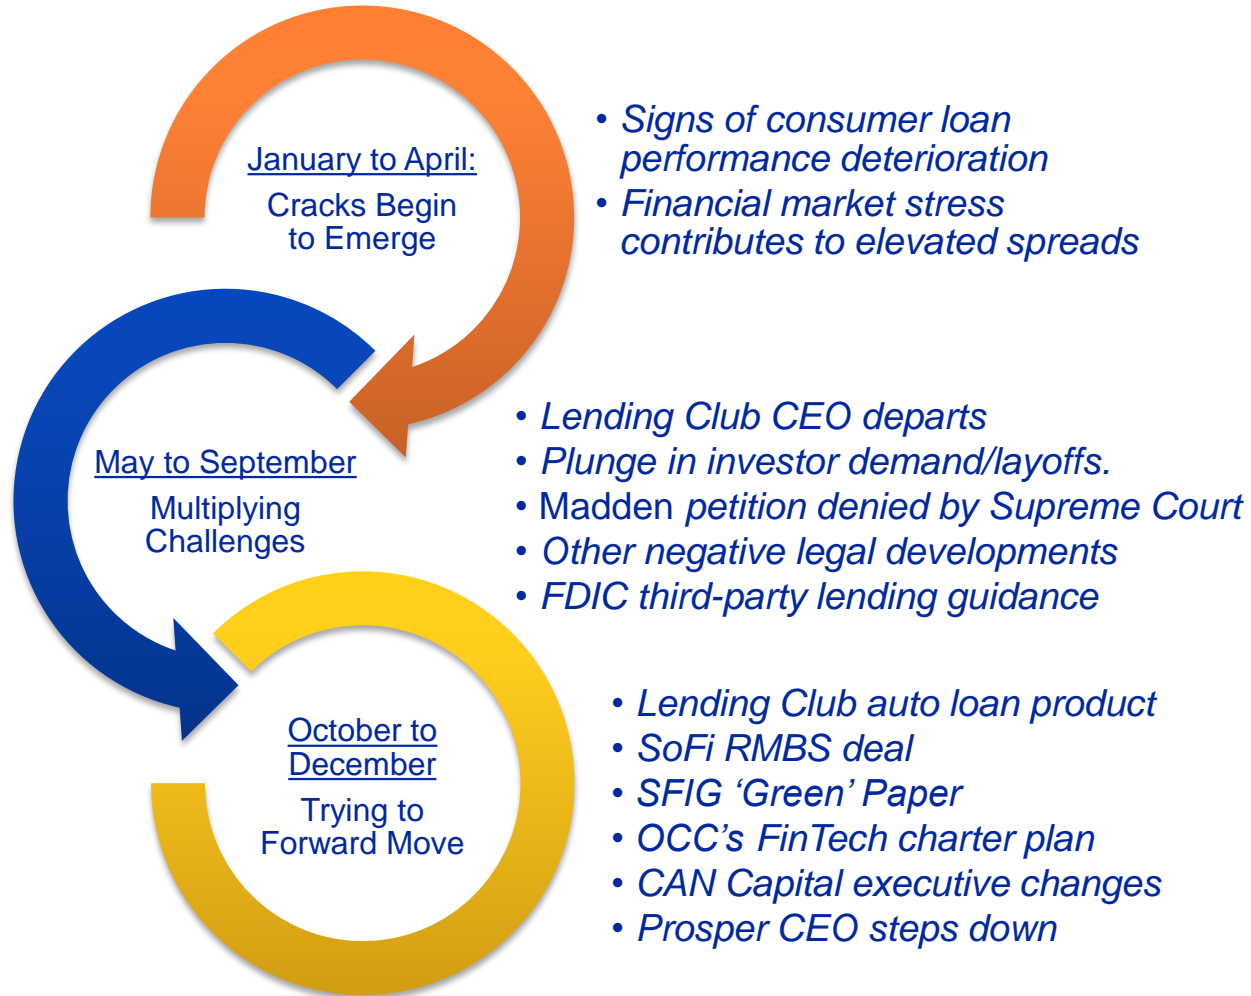 January to April:
Cracks Begin
to Emerge
• Signs of consumer loan
performance deterioration
• Financial market stress
contributes to elevated spreads
May to September
Multiplying
Challenges
• Lending Club CEO departs
• Plunge in investor demand/layoffs.
• Madden petition denied by Supreme Court
• Other negative legal developments
• FDIC third-party lending guidance
October to
December
Trying to
Forward Move
• Lending Club auto loan product
• SoFi RMBS deal
• SFIG ‘Green’ Paper
• OCC’s FinTech charter plan
• CAN Capital executive changes
• Prosper CEO steps down